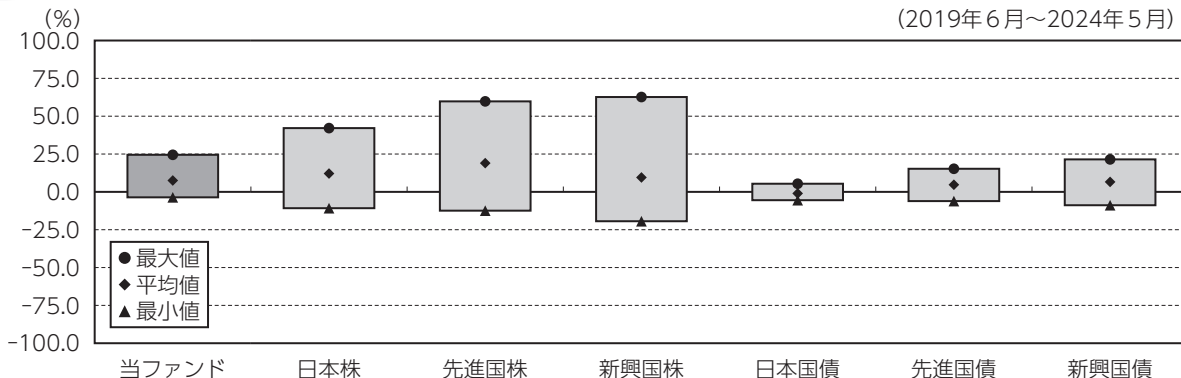 (%)
(2019年6月～2024年5月)
100.0
75.0
50.0
25.0
0.0
-25.0
-50.0
-75.0
-100.0
●最大値
◆平均値
▲最小値
当ファンド 日本株 先進国株 新興国株 日本国債 先進国債 新興国債